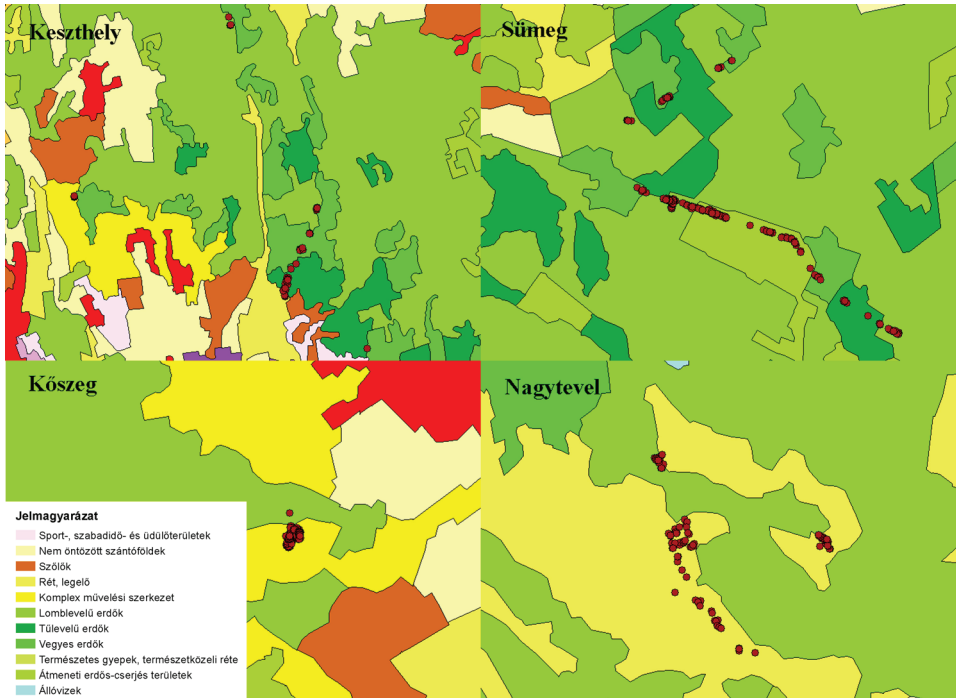 Keszthely
Sümeg
Kőszeg
Nagytevel
Jelmagyarázat
Sport-, szabadidő- és üdülőterületek
Nem öntözött szántóföldek
Szőlők
Rét, legelő
Komplex művelési szerkezet
Lomblevelű erdők
Tűlevelű erdők
Vegyes erdők
Természetes gyepek, természetközeli réte
Átmeneti erdős-cserjés területek
Állóvizek